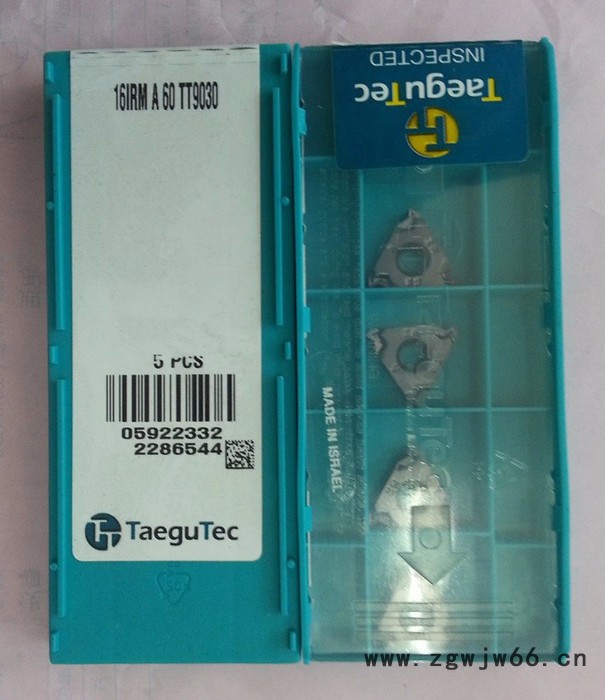 16IRM A 60 TT9030
5 PCS
05922332
2286544
TaeguTec
TaeguTec
INSPECTED
MADE IN ISRAEL
www.zgwjw66.cn